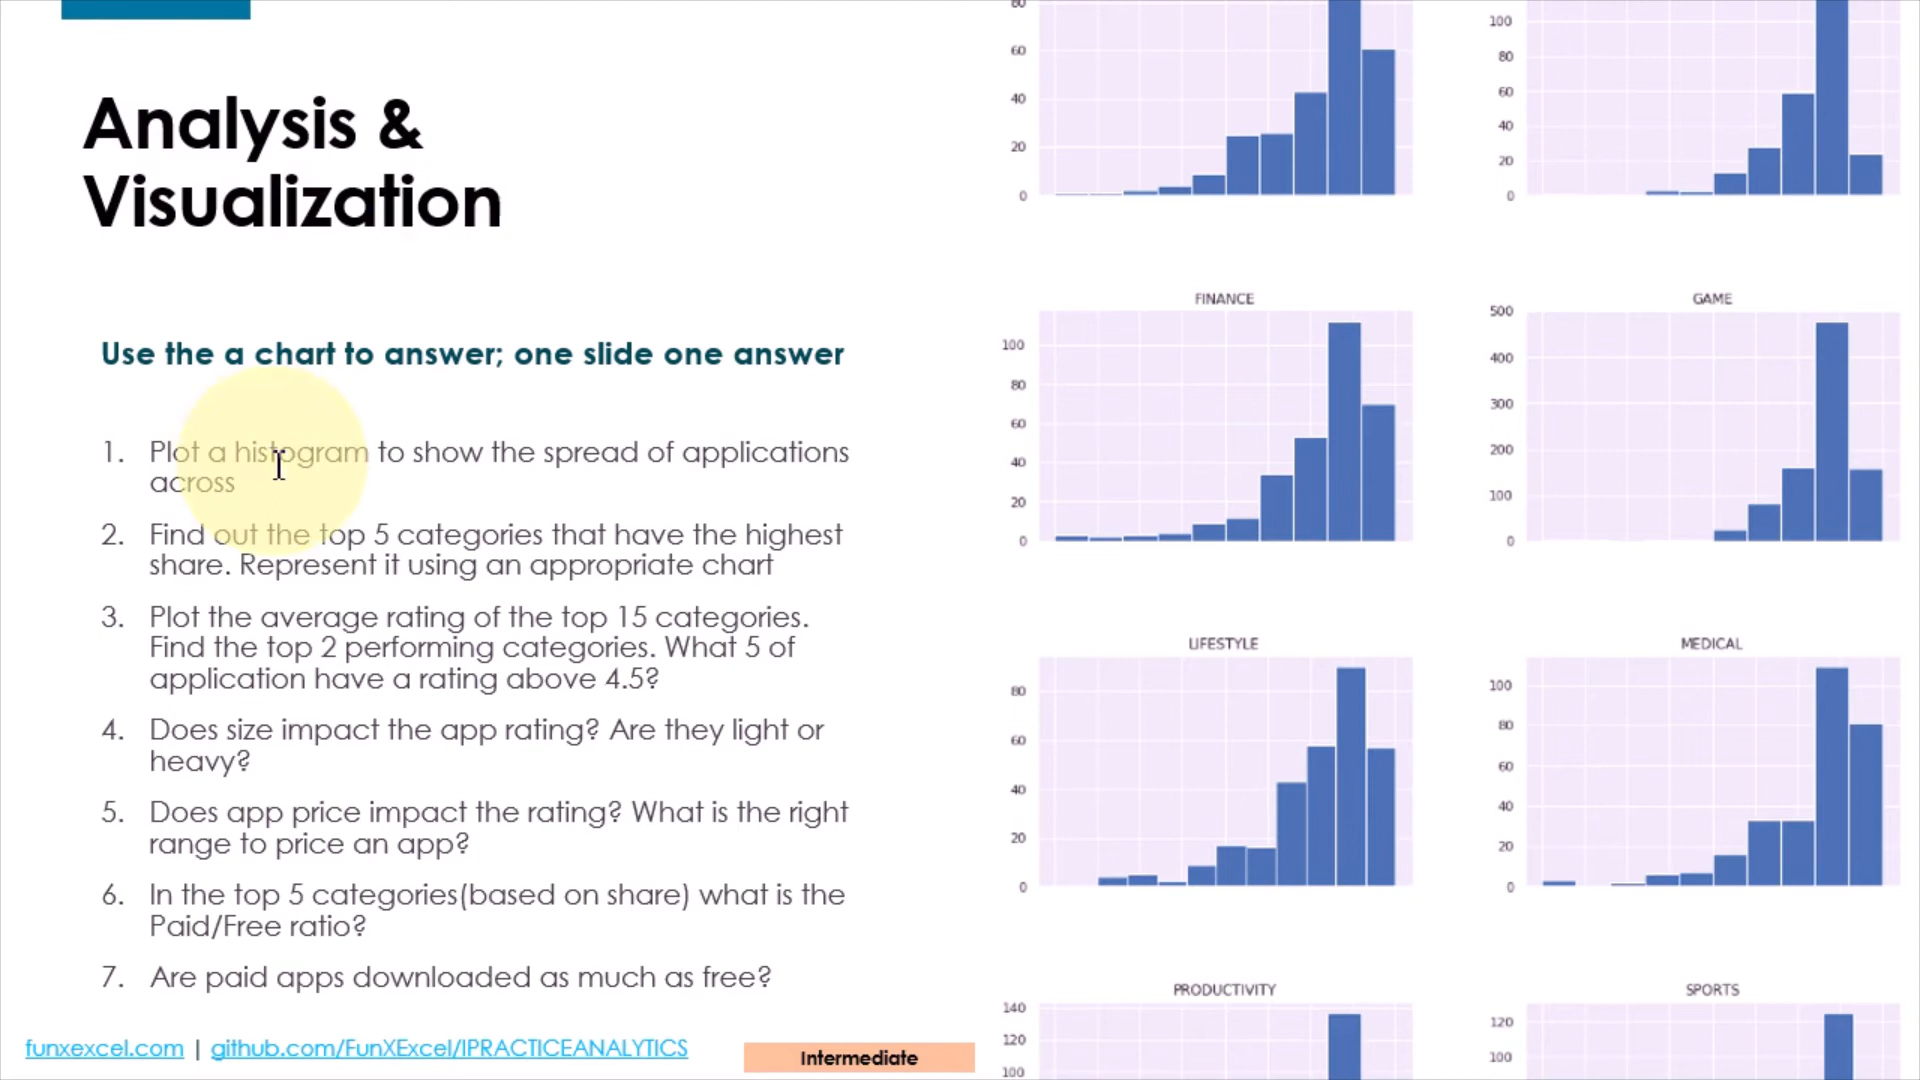 Analysis &
Visualization
Use the a chart to answer; one slide one answer
1. Plot a histogram to show the spread of applications
across
2. Find out the top 5 categories that have the highest
share. Represent it using an appropriate chart
3. Plot the average rating of the top 15 categories.
Find the top 2 performing categories. What 5 of
application have a rating above 4.5?
4. Does size impact the app rating? Are they light or
heavy?
5. Does app price impact the rating? What is the right
range to price an app?
6. In the top 5 categories(based on share) what is the
Paid/Free ratio?
7. Are paid apps downloaded as much as free?
funxexcel.com | github.com/FunXExcel/IPRACTICEANALYTICS
Intermediate
80
60
40
20
0
100
80
60
40
20
0
FINANCE
100
80
60
40
20
0
GAME
500
400
300
200
100
0
LIFESTYLE
80
60
40
20
0
MEDICAL
100
80
60
40
20
0
PRODUCTIVITY
140
120
100
SPORTS
120
100